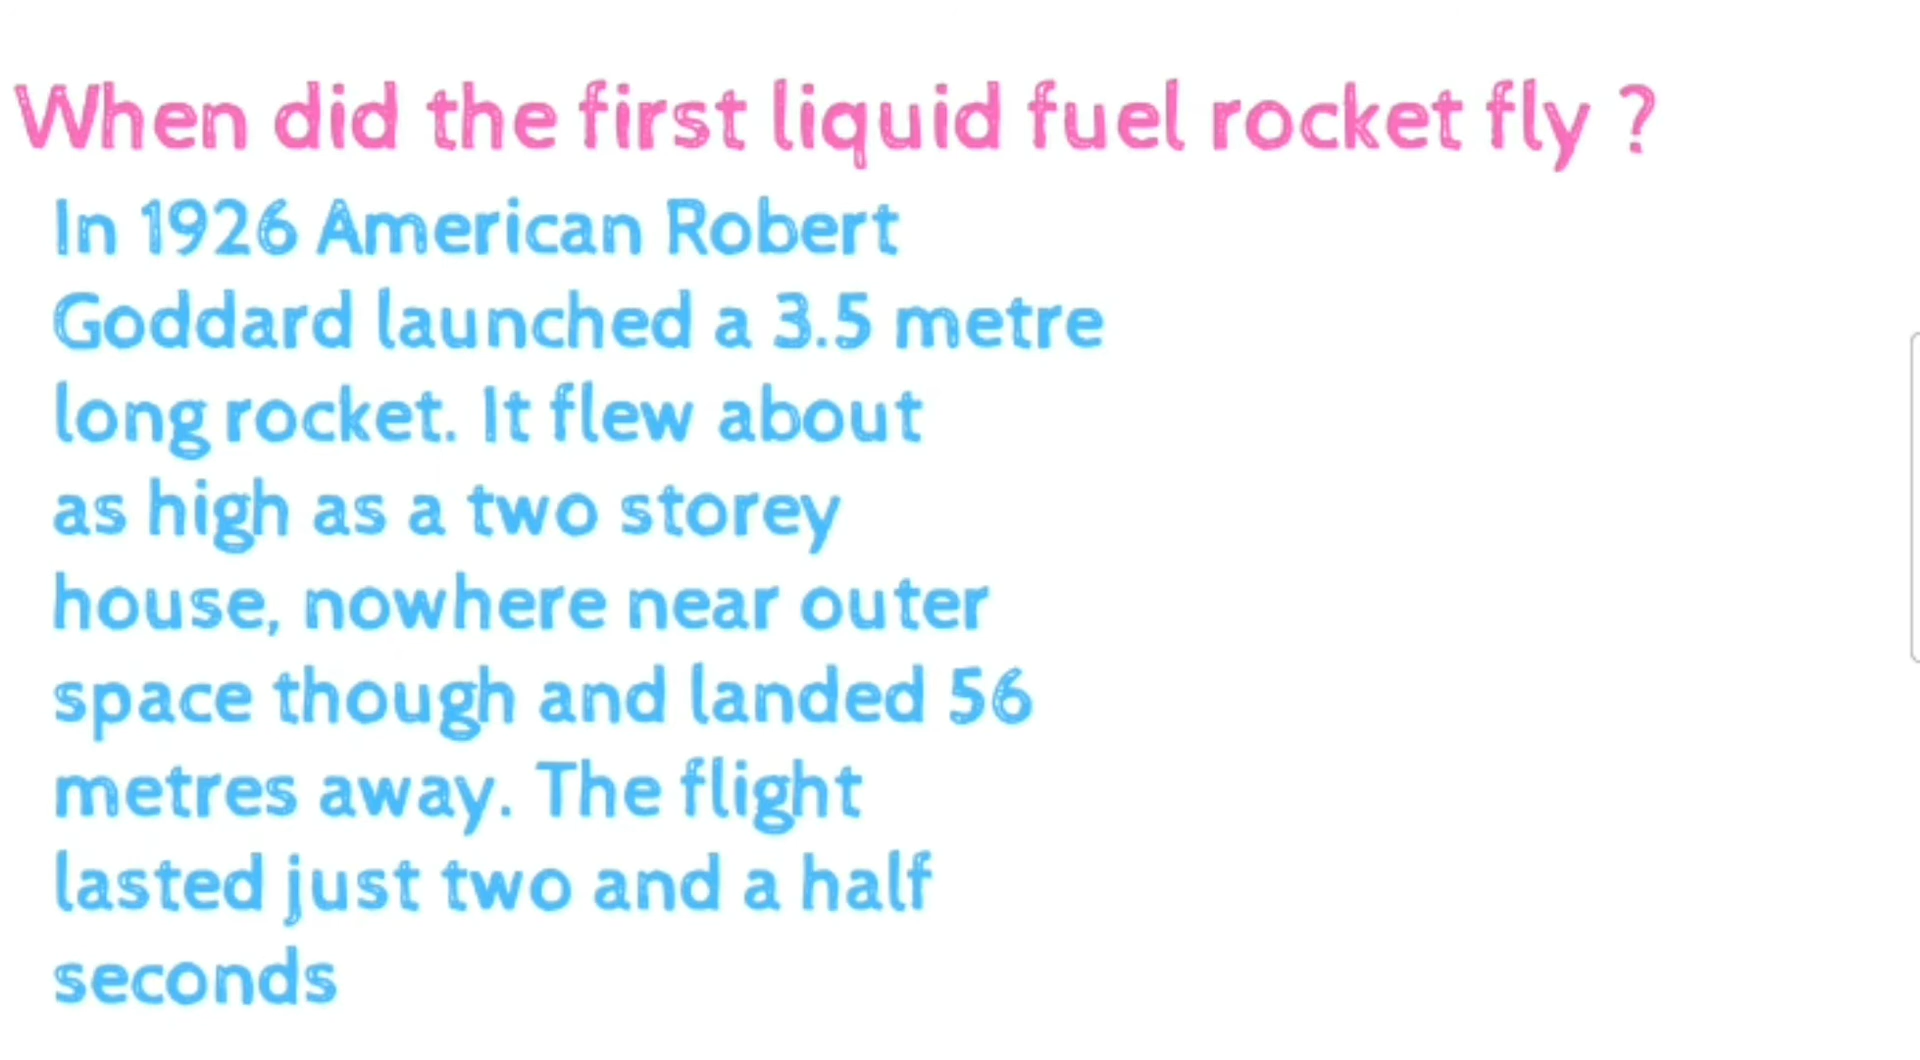 When did the first liquid fuel rocket fly ?
In 1926 American Robert
Goddard launched a 3.5 metre
long rocket. It flew about
as high as a two storey
house, nowhere near outer
space though and landed 56
metres away. The flight
lasted just two and a half
seconds